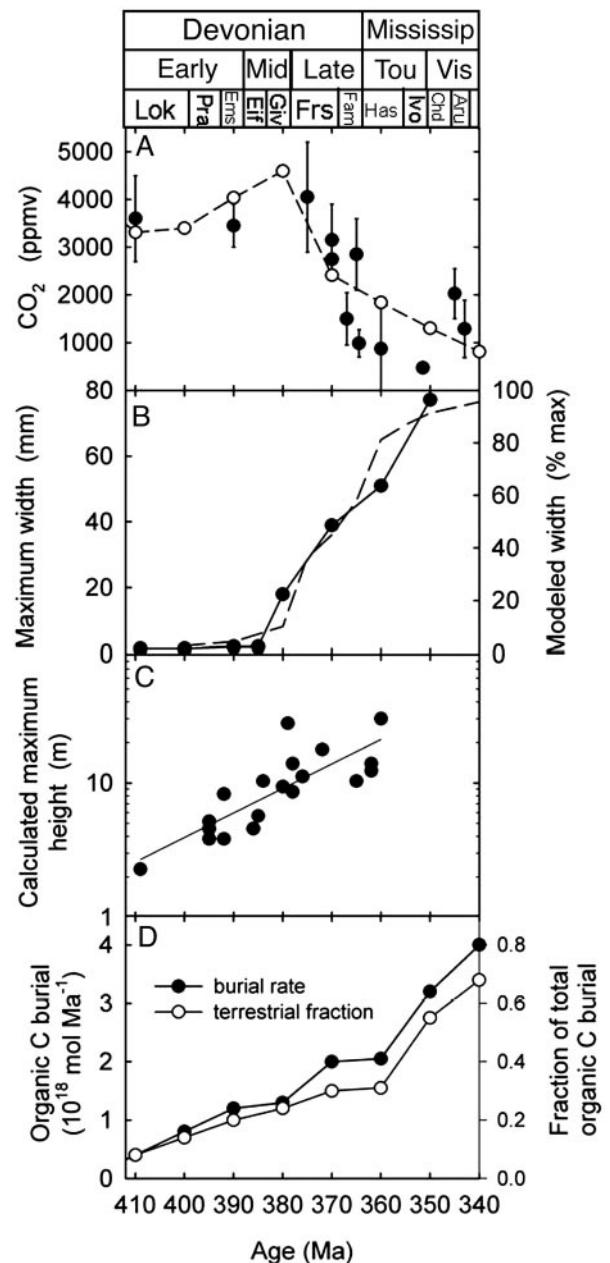 Devonian Mississip
Early Mid Late Tou Vis
Lok Pra Ems Eif Giv Frs Fam Has Ivo Chd Aru
A
5000
4000
3000
2000
1000
CO2 (ppmv)
B
80
60
40
20
0
Maximum width (mm)
100
80
60
40
20
0
Modeled width (% max)
C
10
1
Calculated maximum
height (m)
D
4
3
2
1
0
Organic C burial
(10^18 mol Ma^-1)
burial rate
terrestrial fraction
0.8
0.6
0.4
0.2
0.0
Fraction of total
organic C burial
410 400 390 380 370 360 350 340
Age (Ma)